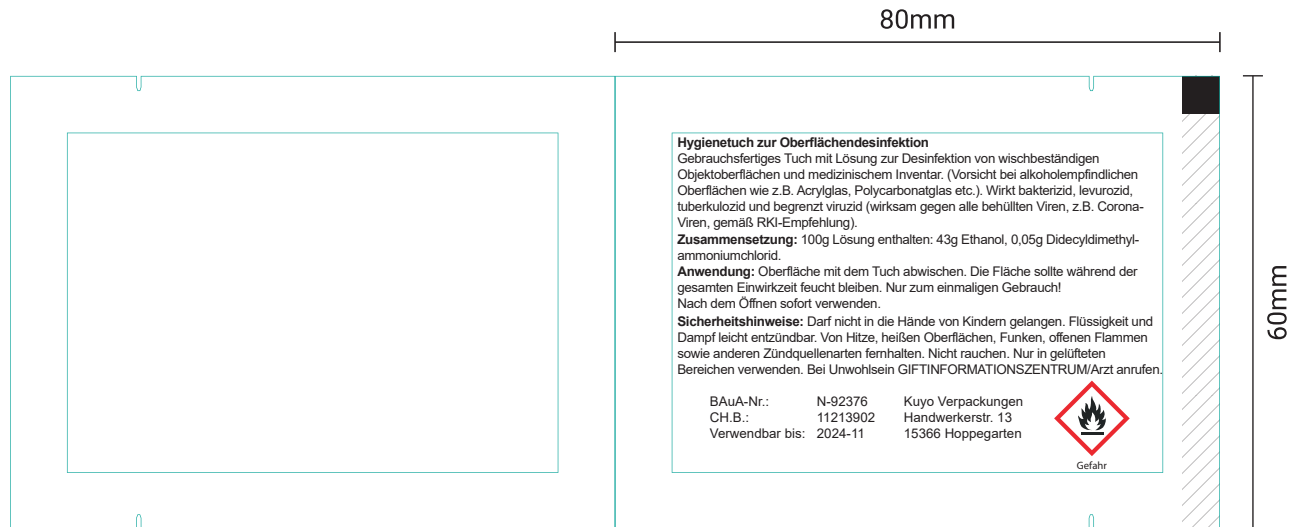 80mm
60mm
Hygienetuch zur Oberflächendesinfektion
Gebrauchsfertiges Tuch mit Lösung zur Desinfektion von wischbeständigen
Objektoberflächen und medizinischem Inventar. (Vorsicht bei alkoholempfindlichen
Oberflächen wie z.B. Acrylglas, Polycarbonatglas etc.). Wirkt bakterizid, levurozid,
tuberkulozid und begrenzt viruzid (wirksam gegen alle behüllten Viren, z.B. Corona-
Viren, gemäß RKI-Empfehlung).
Zusammensetzung: 100g Lösung enthalten: 43g Ethanol, 0,05g Didecyldimethyl-
ammoniumchlorid.
Anwendung: Oberfläche mit dem Tuch abwischen. Die Fläche sollte während der
gesamten Einwirkzeit feucht bleiben. Nur zum einmaligen Gebrauch!
Nach dem Öffnen sofort verwenden.
Sicherheitshinweise: Darf nicht in die Hände von Kindern gelangen. Flüssigkeit und
Dampf leicht entzündbar. Von Hitze, heißen Oberflächen, Funken, offenen Flammen
sowie anderen Zündquellenarten fernhalten. Nicht rauchen. Nur in gelüfteten
Bereichen verwenden. Bei Unwohlsein GIFTINFORMATIONSZENTRUM/Arzt anrufen.
BAuA-Nr.: N-92376 Kuyo Verpackungen
CH.B.: 11213902 Handwerkerstr. 13
Verwendbar bis: 2024-11 15366 Hoppegarten
Gefahr